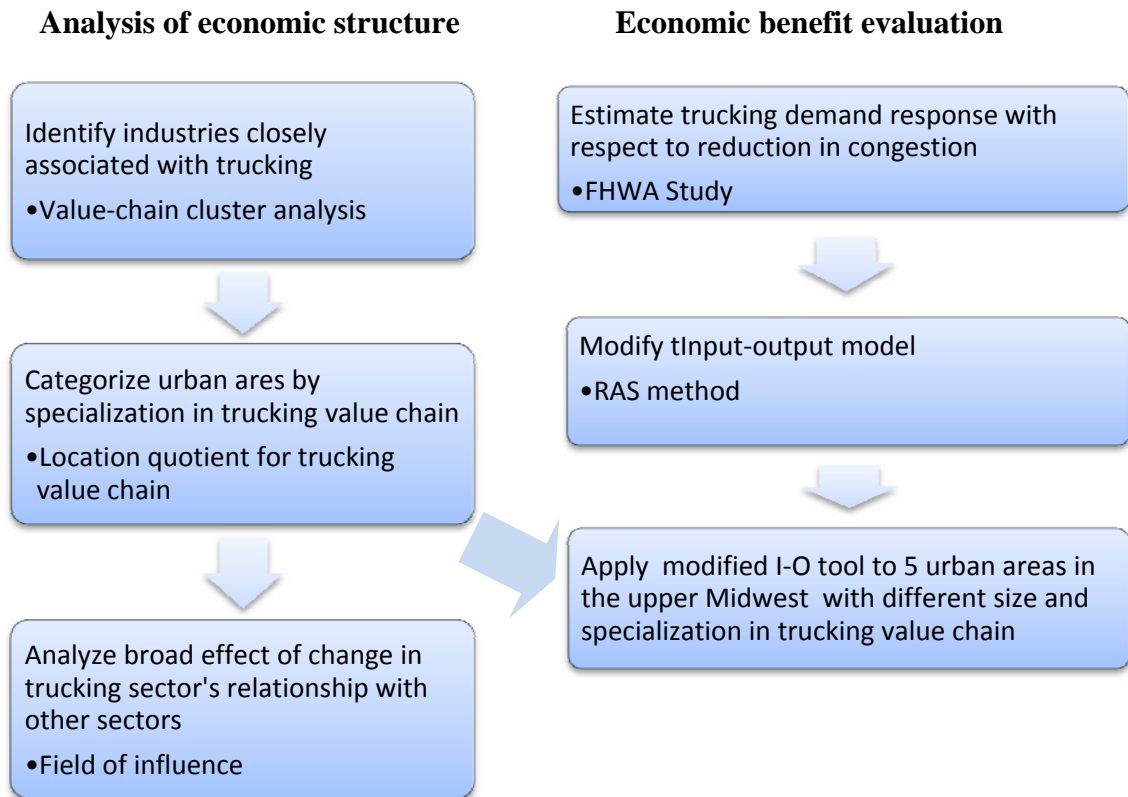 Analysis of economic structure
Identify industries closely
associated with trucking
•Value-chain cluster analysis
Categorize urban ares by
specialization in trucking value chain
•Location quotient for trucking
value chain
Analyze broad effect of change in
trucking sector's relationship with
other sectors
•Field of influence
Economic benefit evaluation
Estimate trucking demand response with
respect to reduction in congestion
•FHWA Study
Modify tInput-output model
•RAS method
Apply modified I-O tool to 5 urban areas in
the upper Midwest with different size and
specialization in trucking value chain